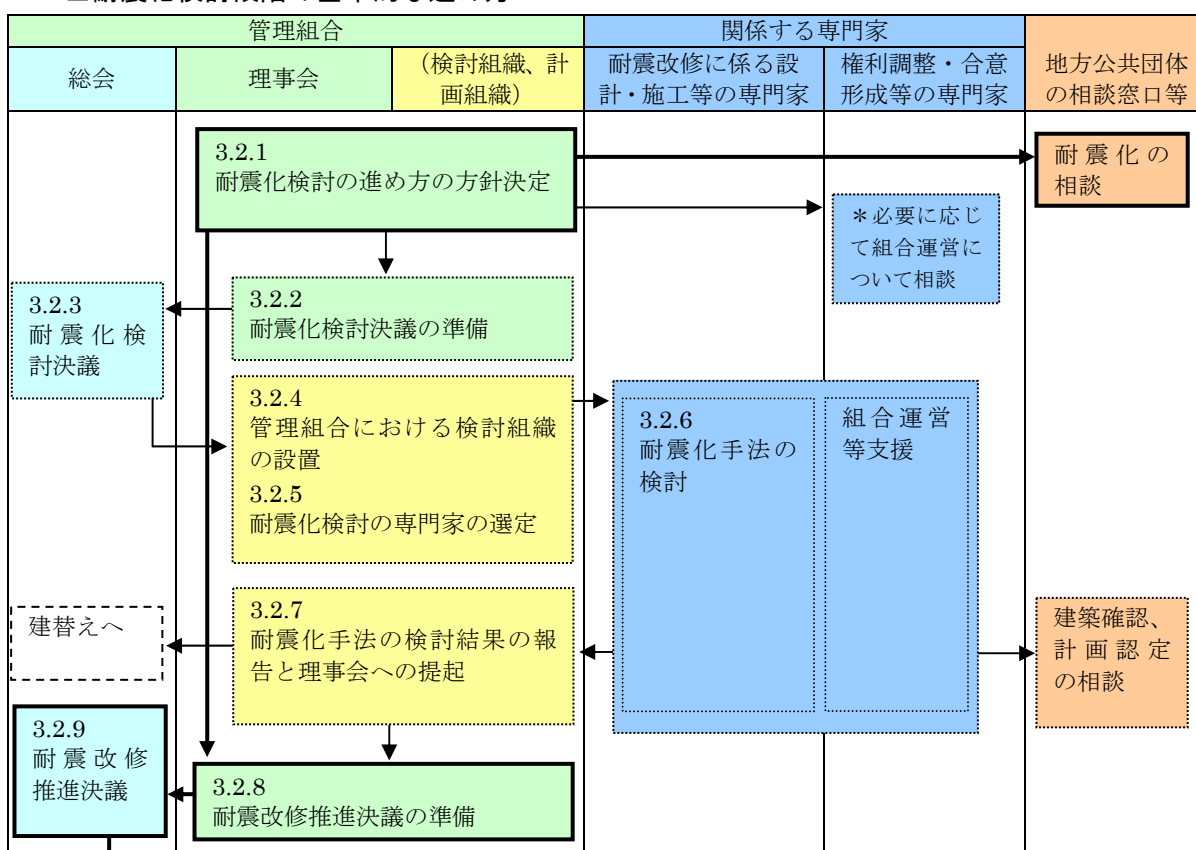 管理組合
関係する専門家
総会
理事会
（検討組織、計
画組織）
耐震改修に係る設
計・施工等の専門家
権利調整・合意
形成等の専門家
地方公共団体
の相談窓口等
3.2.1
耐震化検討の進め方の方針決定
耐震化の
相談
＊必要に応じ
て組合運営に
ついて相談
3.2.2
耐震化検討決議の準備
3.2.3
耐震化検
討決議
3.2.4
管理組合における検討組織
の設置
3.2.5
耐震化検討の専門家の選定
3.2.6
耐震化手法の
検討
組合運営
等支援
3.2.7
耐震化手法の検討結果の報
告と理事会への提起
建替えへ
建築確認、
計画認定
の相談
3.2.8
耐震改修推進決議の準備
3.2.9
耐震改修
推進決議